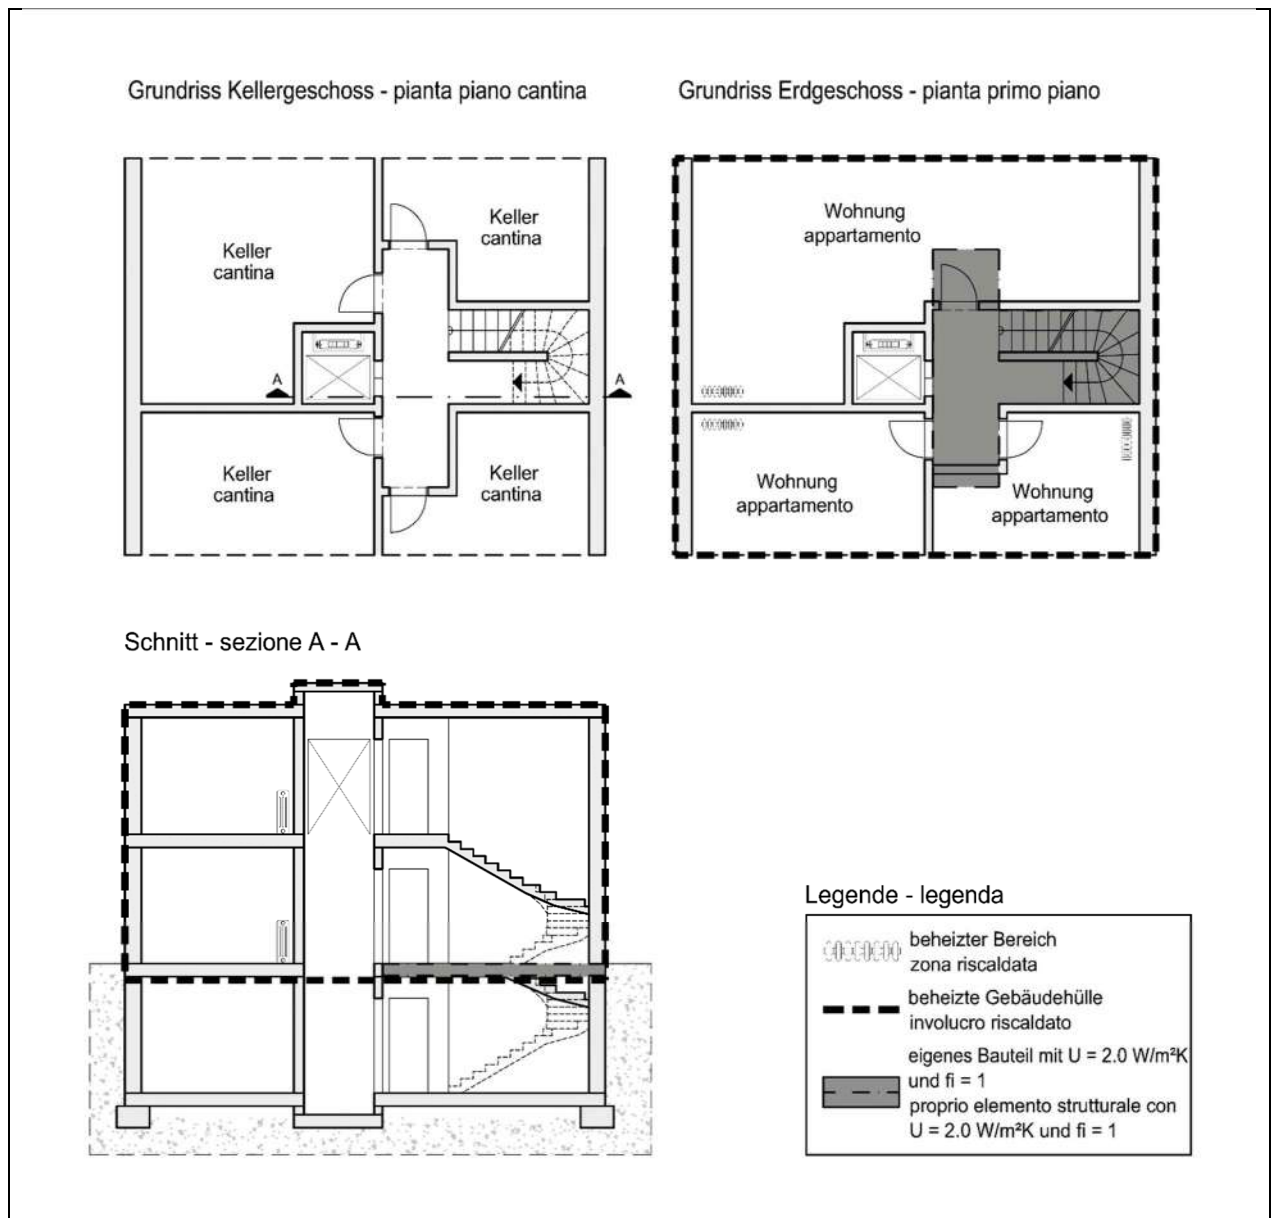 Grundriss Kellergeschoss - pianta piano cantina
Grundriss Erdgeschoss - pianta primo piano
Keller
cantina
Keller
cantina
A
A
Keller
cantina
Keller
cantina
Wohnung
appartamento
Wohnung
appartamento
Wohnung
appartamento
Schnitt - sezione A - A
Legende - legenda
beheizter Bereich
zona riscaldata
beheizte Gebäudehülle
involucro riscaldato
eigenes Bauteil mit U = 2.0 W/m²K
und fi = 1
proprio elemento strutturale con
U = 2.0 W/m²K und fi = 1